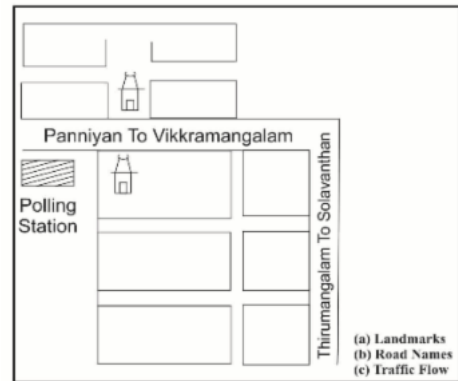 Panniyan To Vikkramangalam
Polling
Station
Thirumangalam To Solavanthan
(a) Landmarks
(b) Road Names
(c) Traffic Flow